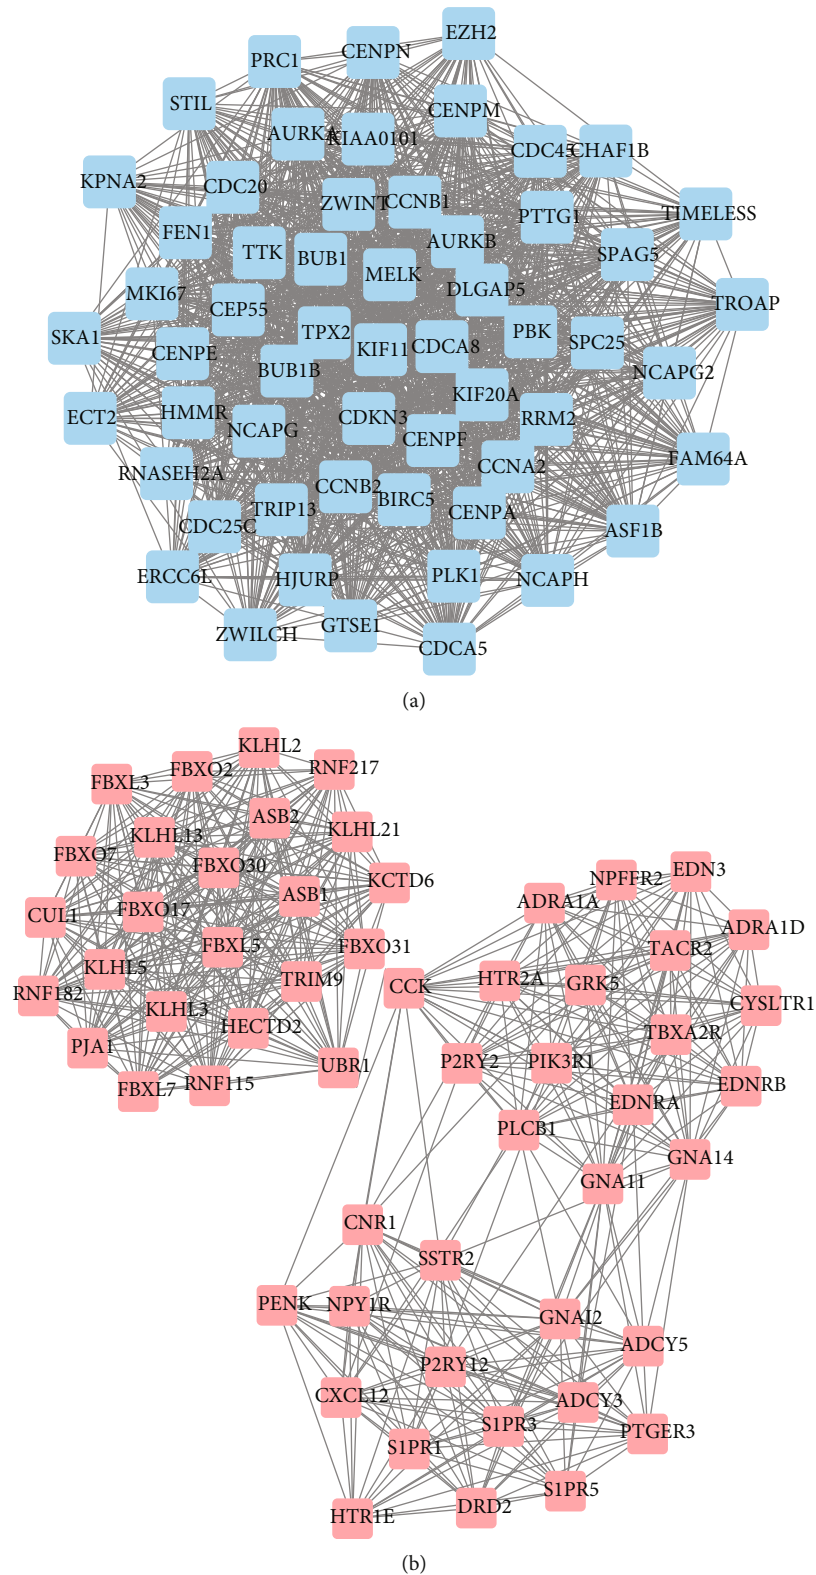 EZH2
CENPN
PRC1
STIL
CENPM
AURKA
KIAA0101
CDC45
CHAF1B
KPNA2
CDC20
ZWINT
CCNB1
PTTG1
TIMELESS
FEN1
AURKB
SPAG5
TTK
BUB1
MELK
DLGAP5
MKI67
CEP55
TROAP
SKA1
TPX2
CDCA8
PBK
SPC25
CENPE
KIF11
BUB1B
NCAPG2
KIF20A
ECT2
HMMR
NCAPG
CDKN3
CENPF
RRM2
FAM64A
RNASEH2A
CCNB2
CCNA2
BIRC5
CDC25C
TRIP13
CENPA
ASF1B
ERCC6L
HJURP
PLK1
NCAPH
ZWILCH
GTSE1
CDCA5
(a)
KLHL2
FBXL3
FBXO2
RNF217
ASB2
KLHL13
KLHL21
FBXO7
FBXO30
KCTD6
ASB1
CUL1
FBXO17
FBXL5
FBXO31
KLHL5
TRIM9
RNF182
KLHL3
HECTD2
PJA1
UBR1
FBXL7
RNF115
EDN3
NPFFR2
ADRA1A
ADRA1D
TACR2
CCK
HTR2A
GRK5
CYSLTR1
TBXA2R
P2RY2
PIK3R1
EDNRB
EDNRA
PLCB1
GNA14
GNA11
CNR1
SSTR2
PENK
NPY1R
GNAI2
ADCY5
P2RY12
CXCL12
ADCY3
S1PR3
PTGER3
S1PR1
S1PR5
HTR1E
DRD2
(b)